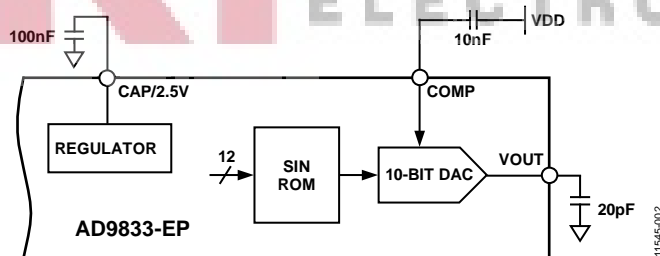 ELECTRO
100nF
10nF
VDD
CAP/2.5V
COMP
REGULATOR
12
SIN
ROM
10-BIT DAC
VOUT
20pF
AD9833-EP
11545-002